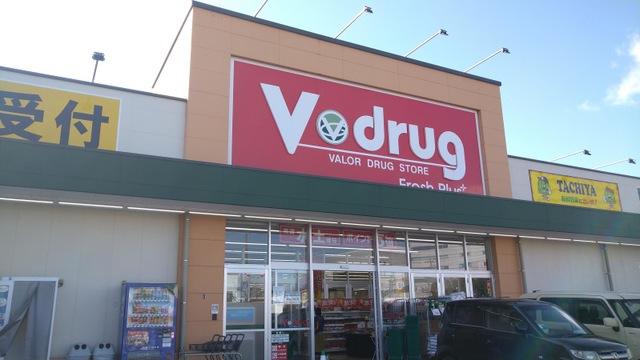 受付
V drug
VALOR DRUG STORE
Fresh Plus+
TACHIYA